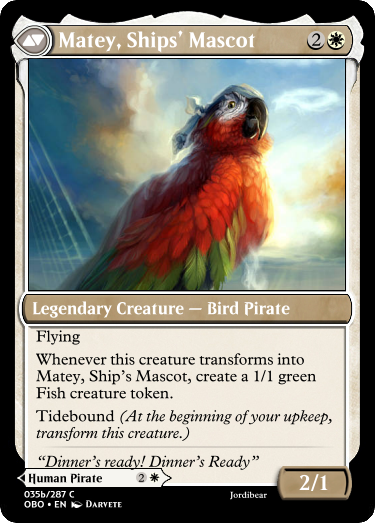 Matey, Ships' Mascot 2
Legendary Creature — Bird Pirate
Flying
Whenever this creature transforms into
Matey, Ship's Mascot, create a 1/1 green
Fish creature token.
Tidebound (At the beginning of your upkeep,
transform this creature.)
"Dinner's ready! Dinner's Ready"
Human Pirate 2
2/1
035b/287 C
OBO • EN DARVETE
Jordibear